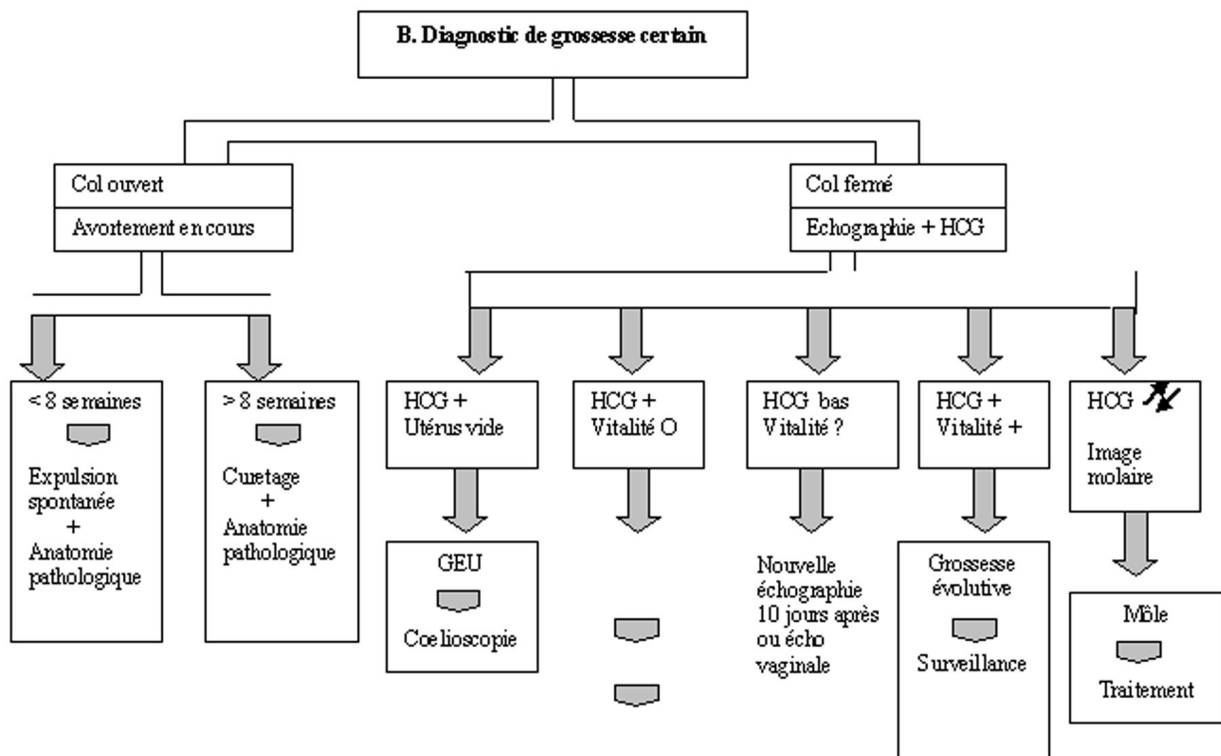 B. Diagnostic de grossesse certain
Col ouvert
Avortement en cours
Col fermé
Echographie + HCG
< 8 semaines
Expulsion
spontanée
+
Anatomie
pathologique
> 8 semaines
Curetage
+
Anatomie
pathologique
HCG +
Utérus vide
GEU
Coelioscopie
HCG +
Vitalité O
HCG bas
Vitalité ?
Nouvelle
échographie
10 jours après
ou écho
vaginale
HCG +
Vitalité +
Grossesse
évolutive
Surveillance
HCG
Image
molaire
Môle
Traitement